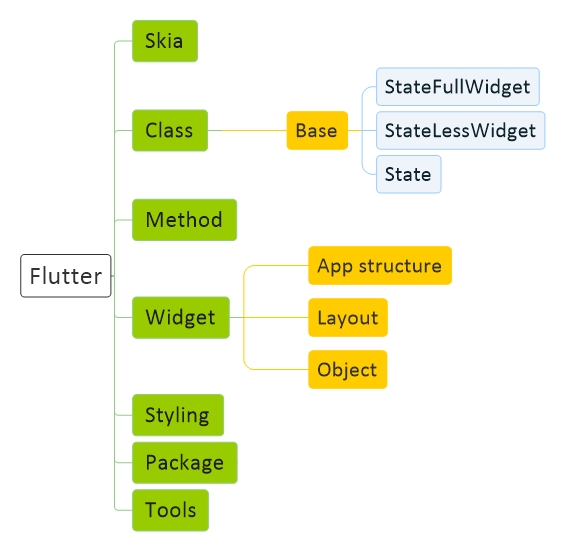 Flutter
Skia
Class
Base
StateFullWidget
StateLessWidget
State
Method
Widget
App structure
Layout
Object
Styling
Package
Tools